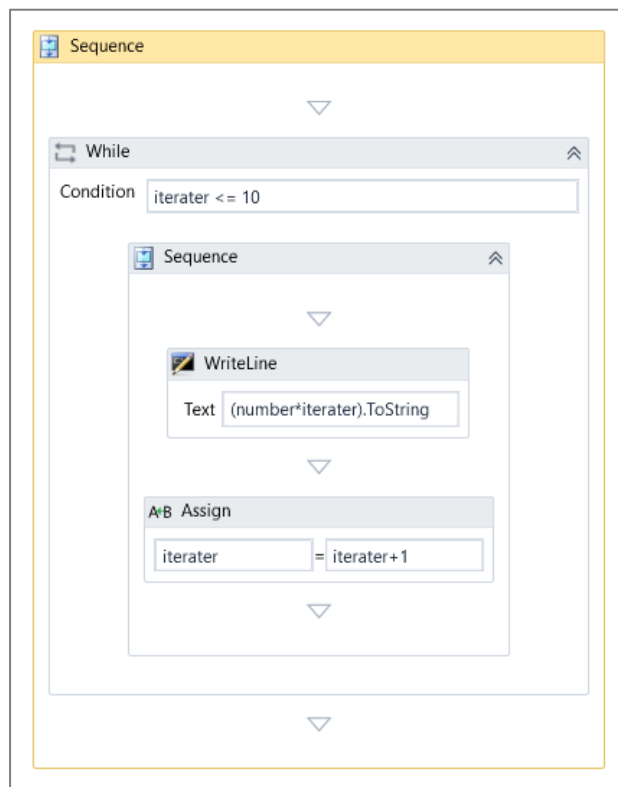 Sequence
While
Condition iterater <= 10
Sequence
WriteLine
Text (number*iterater).ToString
A+B Assign
iterater = iterater+1